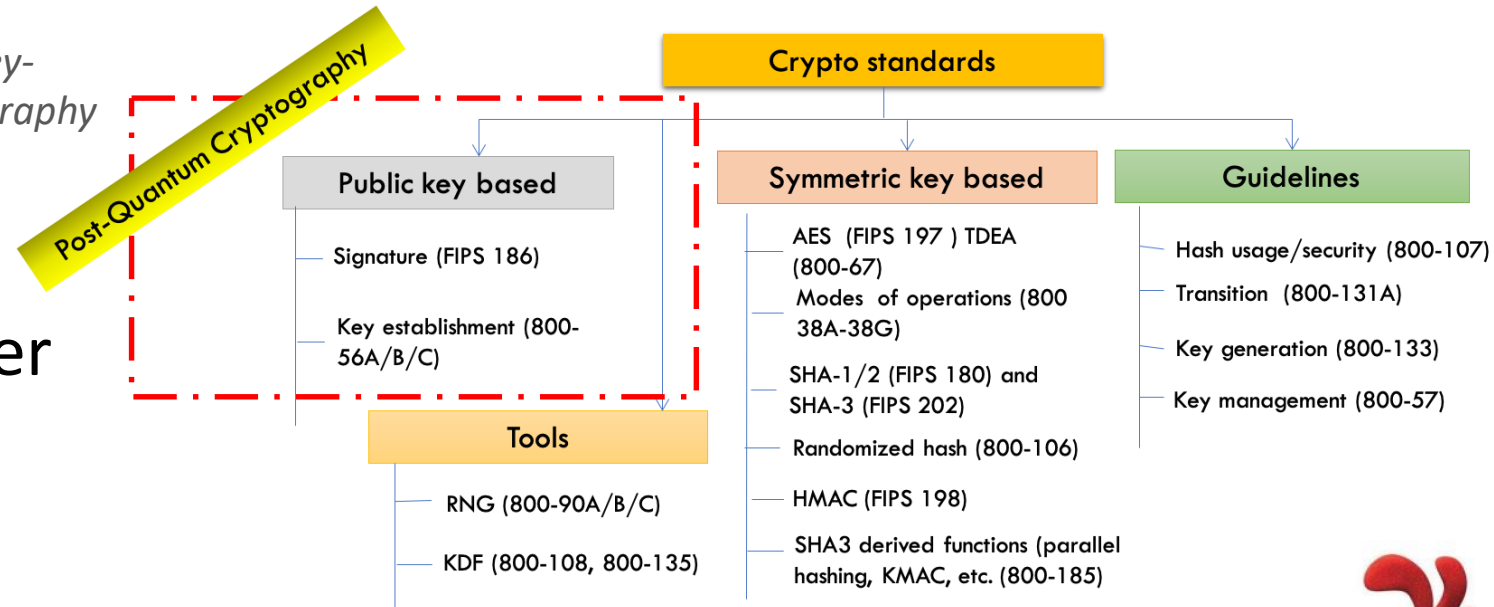 ey-
raphy
er
Post-Quantum Cryptography
Crypto standards
Public key based
Signature (FIPS 186)
Key establishment (800-
56A/B/C)
Tools
RNG (800-90A/B/C)
KDF (800-108, 800-135)
Symmetric key based
AES (FIPS 197 ) TDEA
(800-67)
Modes of operations (800
38A-38G)
SHA-1/2 (FIPS 180) and
SHA-3 (FIPS 202)
Randomized hash (800-106)
HMAC (FIPS 198)
SHA3 derived functions (parallel
hashing, KMAC, etc. (800-185)
Guidelines
Hash usage/security (800-107)
Transition (800-131A)
Key generation (800-133)
Key management (800-57)